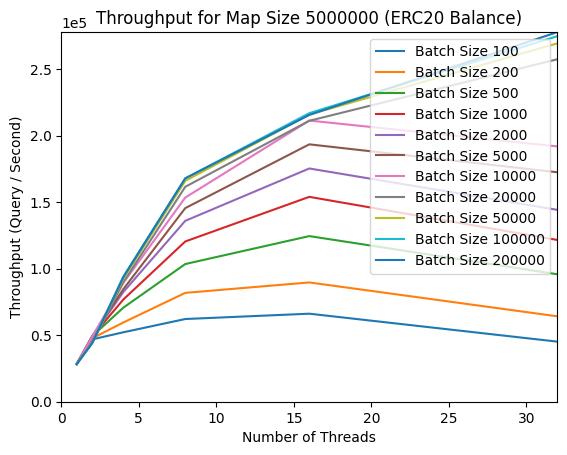 Throughput for Map Size 5000000 (ERC20 Balance)
1e5
Throughput (Query / Second)
2.5
2.0
1.5
1.0
0.5
0.0
Batch Size 100
Batch Size 200
Batch Size 500
Batch Size 1000
Batch Size 2000
Batch Size 5000
Batch Size 10000
Batch Size 20000
Batch Size 50000
Batch Size 100000
Batch Size 200000
0 5 10 15 20 25 30
Number of Threads